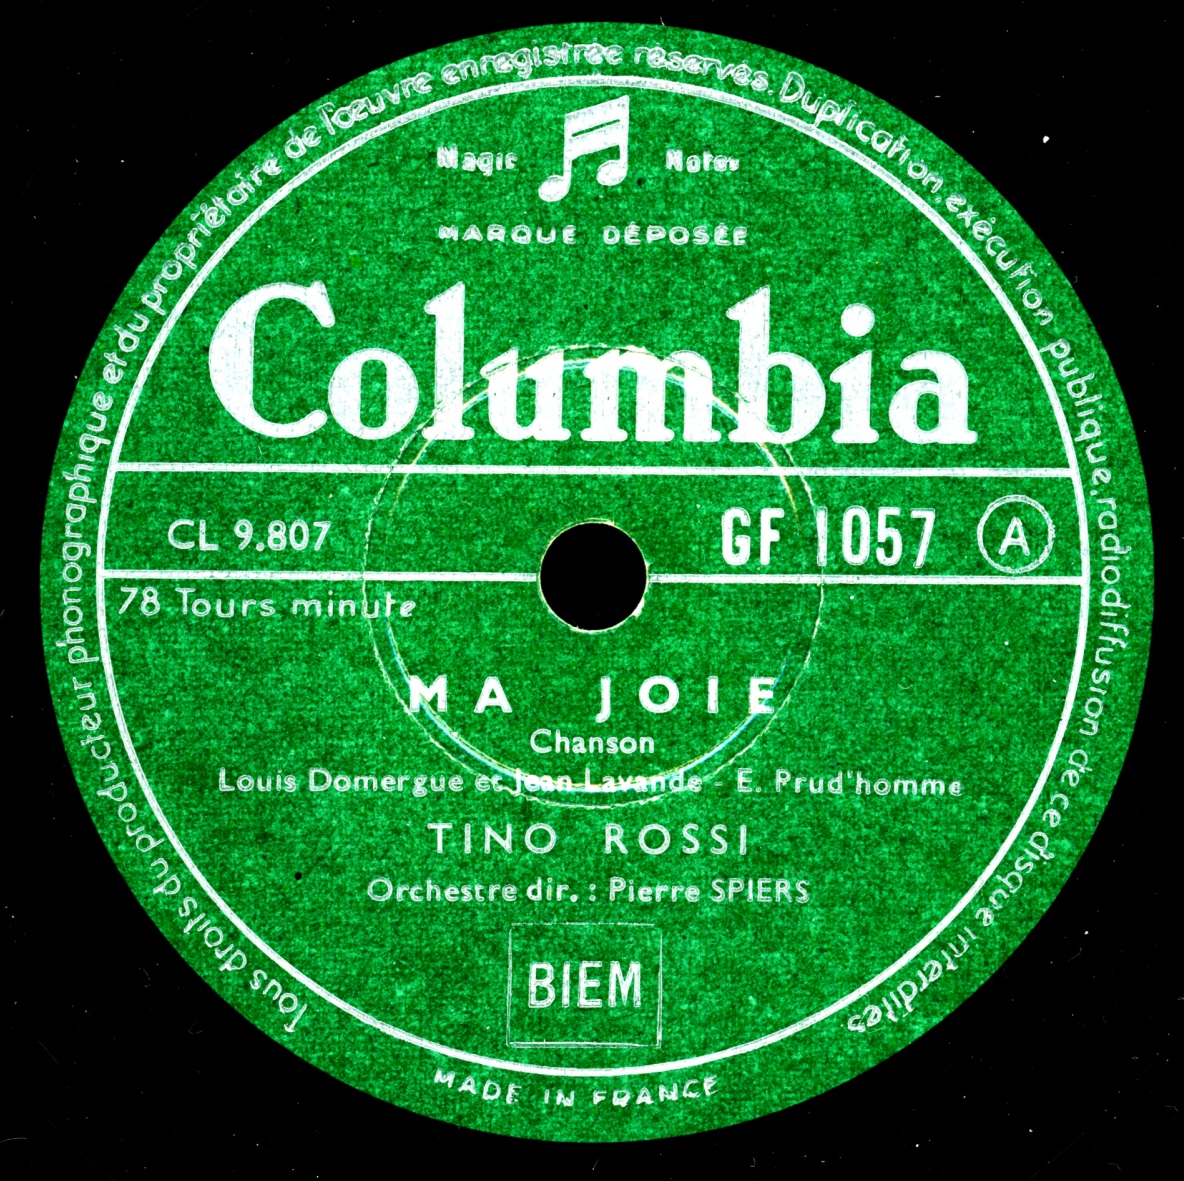 Tous droits du producteur phonographique et du propriétaire de l'œuvre enregistrée réservés. Duplication, exécution publique, radiodiffusion de ce disque interdites
Magic Notes
MARQUE DÉPOSÉE
Columbia
CL 9.807 GF 1057 A
78 Tours minute
MA JOIE
Chanson
Louis Domergue et Jean Lavande - E. Prud'homme
TINO ROSSI
Orchestre dir. : Pierre SPIERS
BIEM
MADE IN FRANCE